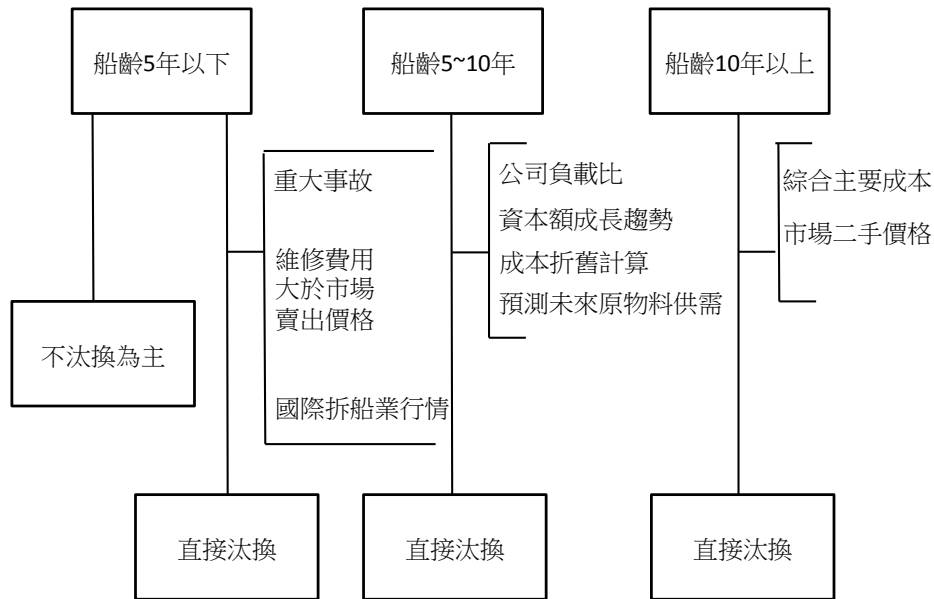 船齡5年以下
船齡5~10年
船齡10年以上
重大事故
維修費用
大於市場
賣出價格
國際拆船業行情
公司負載比
資本額成長趨勢
成本折舊計算
預測未來原物料供需
綜合主要成本
市場二手價格
不汰換為主
直接汰換
直接汰換
直接汰換